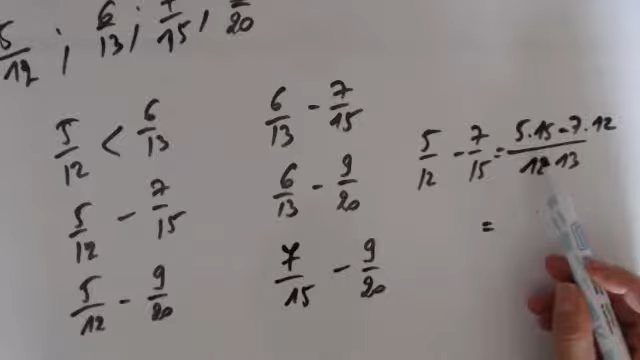 5/12 ; 6/13 ; 7/15 , /20
5/12 < 6/13
5/12 - 7/15
5/12 - 9/20
6/13 - 7/15
6/13 - 9/20
7/15 - 9/20
5/12 - 7/15 = 5.15-7.12/12 13
=